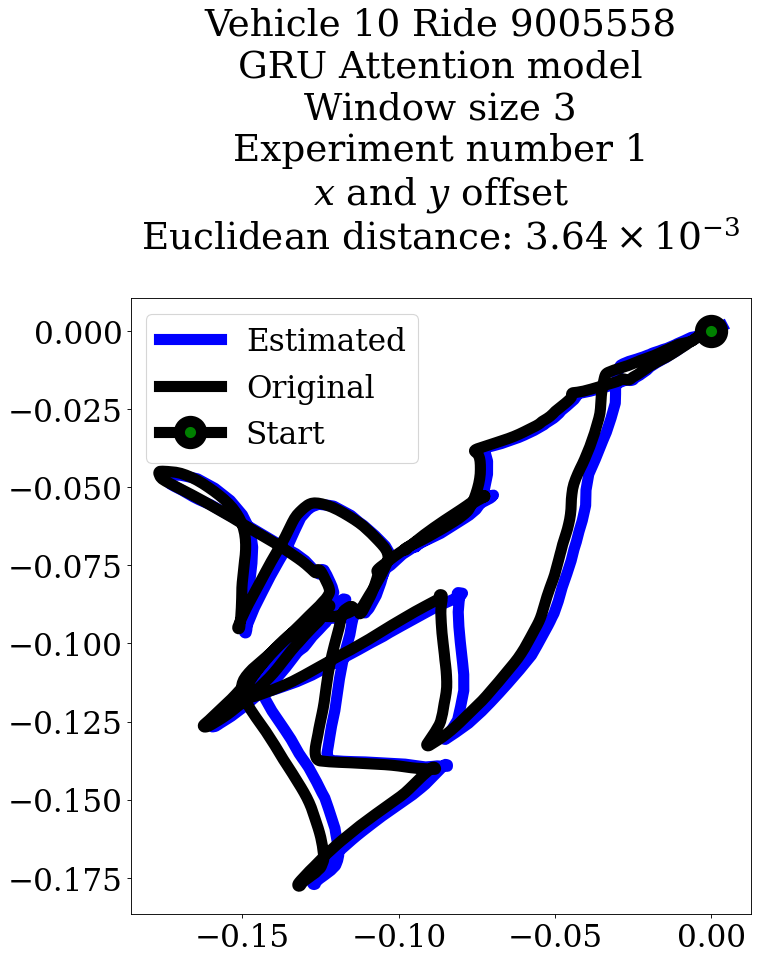 Vehicle 10 Ride 9005558
GRU Attention model
Window size 3
Experiment number 1
x and y offset
Euclidean distance: 3.64 × 10⁻³
Estimated
Original
Start
0.000
−0.025
−0.050
−0.075
−0.100
−0.125
−0.150
−0.175
−0.15 −0.10 −0.05 0.00